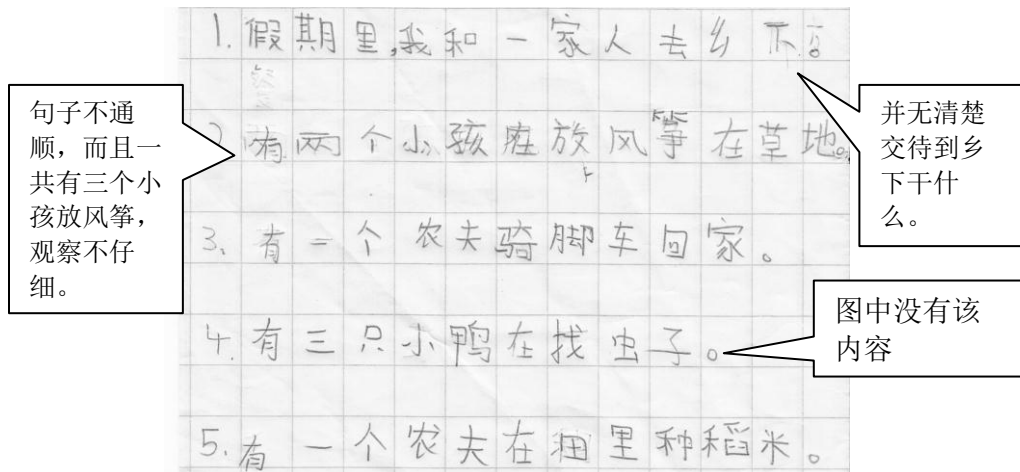 1.假期里,我和一家人去乡下。
句子不通
顺，而且一
共有三个小
孩放风筝，
观察不仔
细。
2.有两个小孩在放风筝在草地。
并无清楚
交待到乡
下干什
么。
3、有一个农夫骑脚车回家。
图中没有该
内容
4.有三只小鸭在找虫子。
5.有一个农夫在田里种稻米。